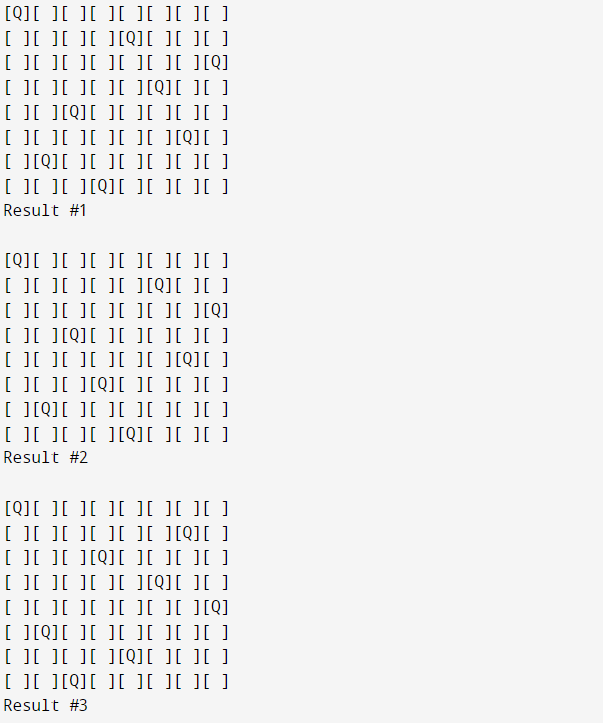 [Q][ ][ ][ ][ ][ ][ ][ ]
[ ][ ][ ][ ][Q][ ][ ][ ]
[ ][ ][ ][ ][ ][ ][ ][Q]
[ ][ ][ ][ ][ ][Q][ ][ ]
[ ][ ][Q][ ][ ][ ][ ][ ]
[ ][ ][ ][ ][ ][ ][Q][ ]
[ ][Q][ ][ ][ ][ ][ ][ ]
[ ][ ][ ][Q][ ][ ][ ][ ]
Result #1
[Q][ ][ ][ ][ ][ ][ ][ ]
[ ][ ][ ][ ][ ][Q][ ][ ]
[ ][ ][ ][ ][ ][ ][ ][Q]
[ ][ ][Q][ ][ ][ ][ ][ ]
[ ][ ][ ][ ][ ][ ][Q][ ]
[ ][ ][ ][Q][ ][ ][ ][ ]
[ ][Q][ ][ ][ ][ ][ ][ ]
[ ][ ][ ][ ][Q][ ][ ][ ]
Result #2
[Q][ ][ ][ ][ ][ ][ ][ ]
[ ][ ][ ][ ][ ][ ][Q][ ]
[ ][ ][ ][Q][ ][ ][ ][ ]
[ ][ ][ ][ ][ ][Q][ ][ ]
[ ][ ][ ][ ][ ][ ][ ][Q]
[ ][Q][ ][ ][ ][ ][ ][ ]
[ ][ ][ ][ ][Q][ ][ ][ ]
[ ][ ][Q][ ][ ][ ][ ][ ]
Result #3